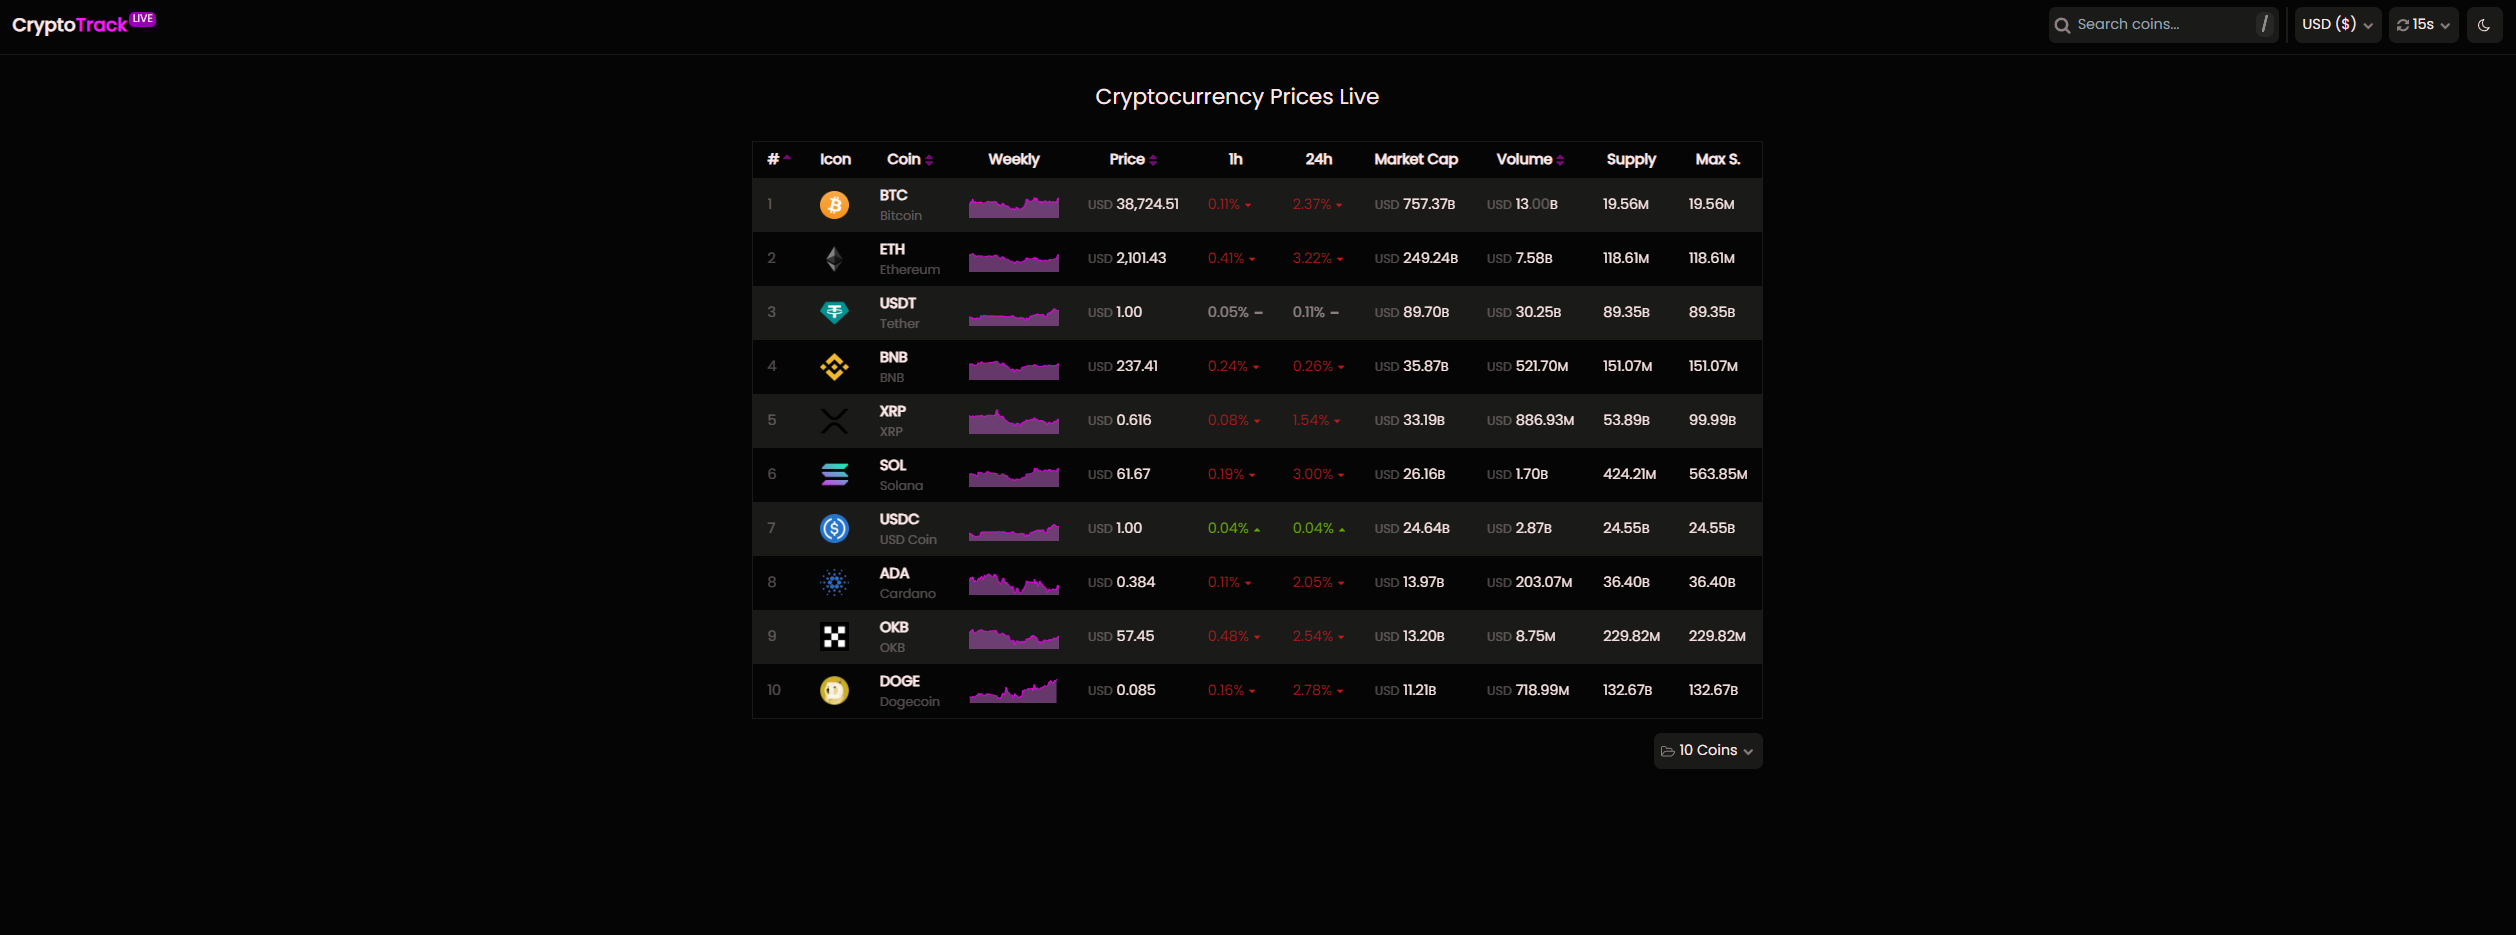 CryptoTrack LIVE
Search coins... / USD ($) 15s
Cryptocurrency Prices Live
# Icon Coin Weekly Price 1h 24h Market Cap Volume Supply Max S.
1 BTC Bitcoin USD 38,724.51 0.11% 2.37% USD 757.37B USD 13.00B 19.56M 19.56M
2 ETH Ethereum USD 2,101.43 0.41% 3.22% USD 249.24B USD 7.58B 118.61M 118.61M
3 USDT Tether USD 1.00 0.05% 0.11% USD 89.70B USD 30.25B 89.35B 89.35B
4 BNB BNB USD 237.41 0.24% 0.26% USD 35.87B USD 521.70M 151.07M 151.07M
5 XRP XRP USD 0.616 0.08% 1.54% USD 33.19B USD 886.93M 53.89B 99.99B
6 SOL Solana USD 61.67 0.19% 3.00% USD 26.16B USD 1.70B 424.21M 563.85M
7 USDC USD Coin USD 1.00 0.04% 0.04% USD 24.64B USD 2.87B 24.55B 24.55B
8 ADA Cardano USD 0.384 0.11% 2.05% USD 13.97B USD 203.07M 36.40B 36.40B
9 OKB OKB USD 57.45 0.48% 2.54% USD 13.20B USD 8.75M 229.82M 229.82M
10 DOGE Dogecoin USD 0.085 0.16% 2.78% USD 11.21B USD 718.99M 132.67B 132.67B
10 Coins